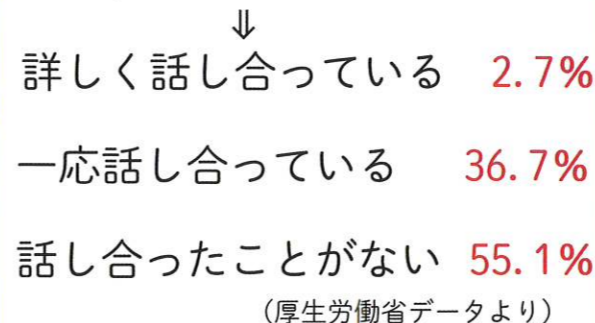 ⇓
詳しく話し合っている 2.7%
一応話し合っている 36.7%
話し合ったことがない 55.1%
(厚生労働省データより)